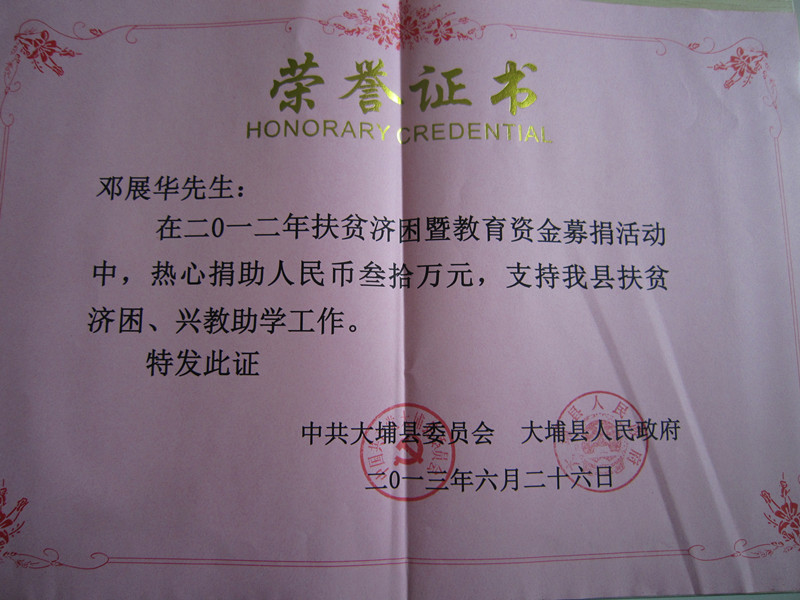 荣誉证书
HONORARY CREDENTIAL
邓展华先生：
在二0一二年扶贫济困暨教育资金募捐活动
中，热心捐助人民币叁拾万元，支持我县扶贫
济困、兴教助学工作。
特发此证
中共大埔县委员会 大埔县人民政府
二0一三年六月二十六日